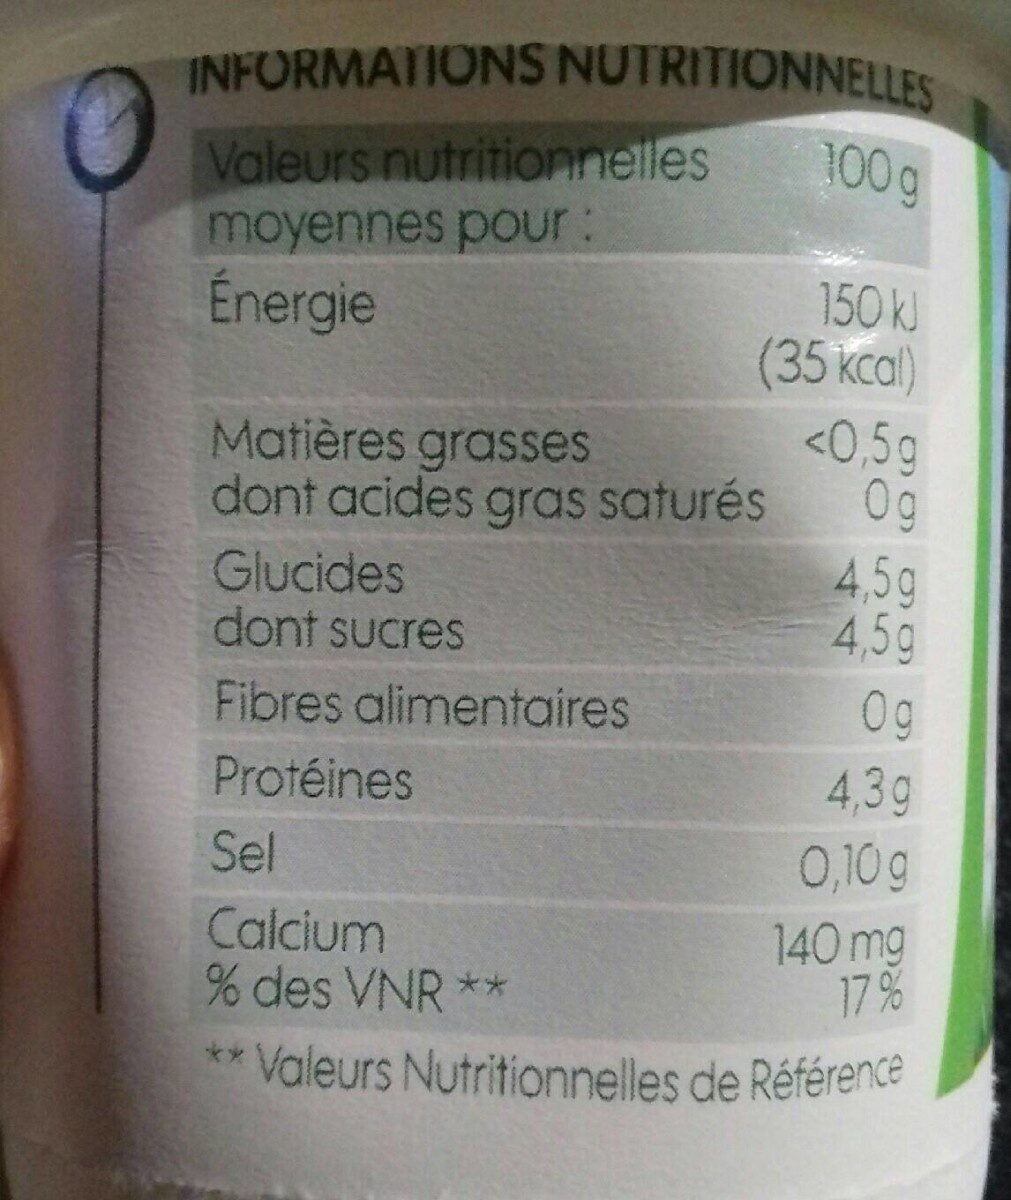 INFORMATIONS NUTRITIONNELLES
Valeurs nutritionnelles 100 g
moyennes pour :
Énergie 150 kJ
(35 kcal)
Matières grasses <0,5 g
dont acides gras saturés 0 g
Glucides 4,5 g
dont sucres 4,5 g
Fibres alimentaires 0 g
Protéines 4,3 g
Sel 0,10 g
Calcium 140 mg
% des VNR ** 17 %
** Valeurs Nutritionnelles de Référence